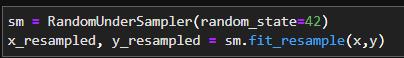 sm = RandomUnderSampler(random_state=42)
x_resampled, y_resampled = sm.fit_resample(x,y)